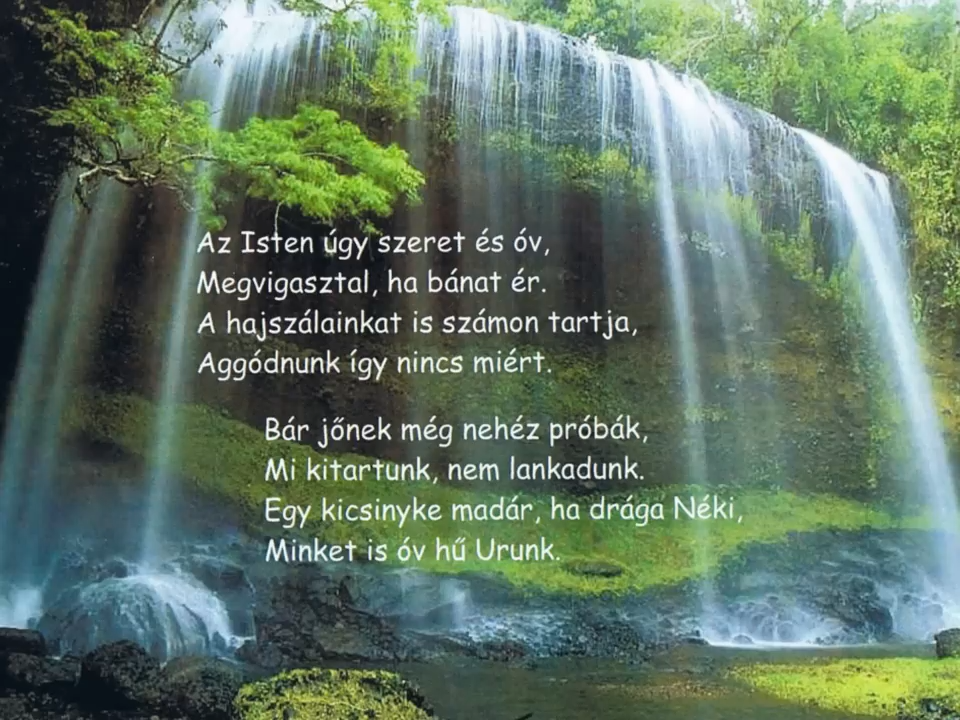 Az Isten úgy szeret és óv,
Megvigasztal, ha bánat ér.
A hajszálainkat is számon tartja,
Aggódnunk így nincs miért.
Bár jőnek még nehéz próbák,
Mi kitartunk, nem lankadunk.
Egy kicsinyke madár, ha drága Néki,
Minket is óv hű Urunk.